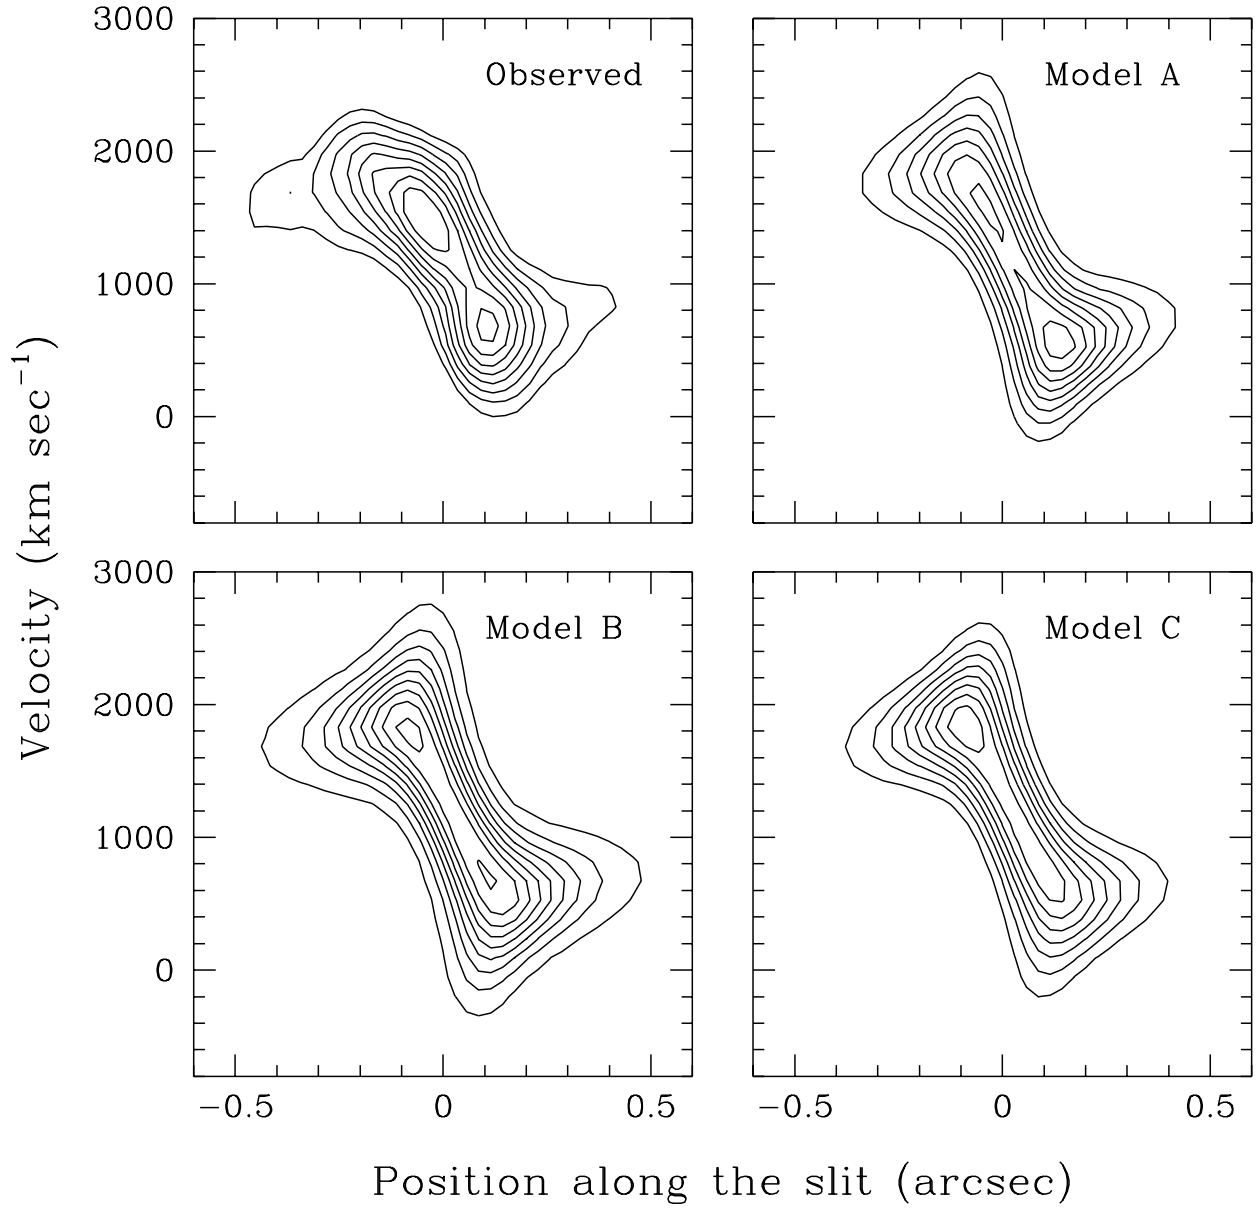 3000
Observed
Model A
2000
1000
0
Velocity (km sec⁻¹)
3000
Model B
Model C
2000
1000
0
−0.5 0 0.5 −0.5 0 0.5
Position along the slit (arcsec)